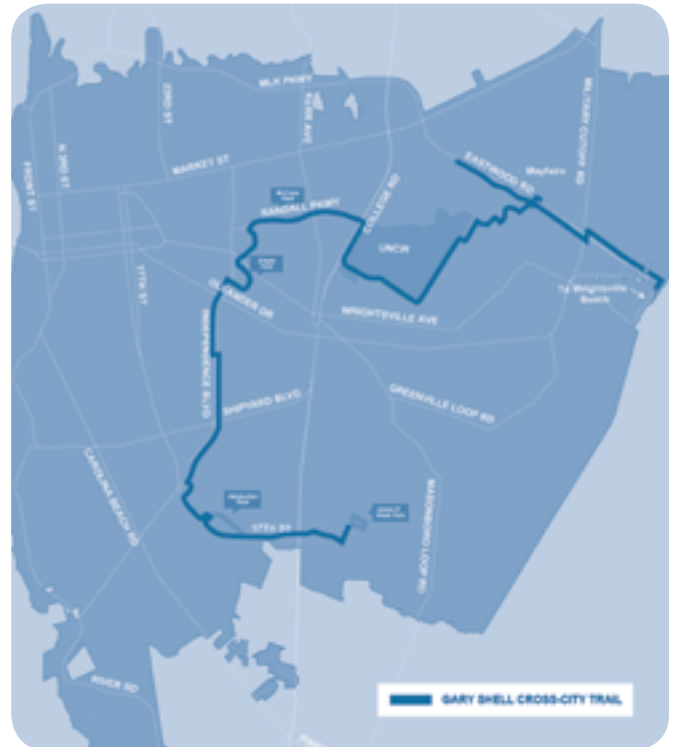 MLK PKWY
23RD ST
KERR AVE
MILITARY CUTOFF RD
N 3RD ST
FRONT ST
MARKET ST
EASTWOOD RD
Mayfaire
COLLEGE RD
RANDALL PKWY
UNCW
17TH ST
OLEANDER DR
To Wrightsville
Beach
WRIGHTSVILLE AVE
INDEPENDENCE BLVD
SHIPYARD BLVD
GREENVILLE LOOP RD
CAROLINA BEACH RD
MASONBORO LOOP RD
17TH ST
RIVER RD
GARY SHELL CROSS-CITY TRAIL